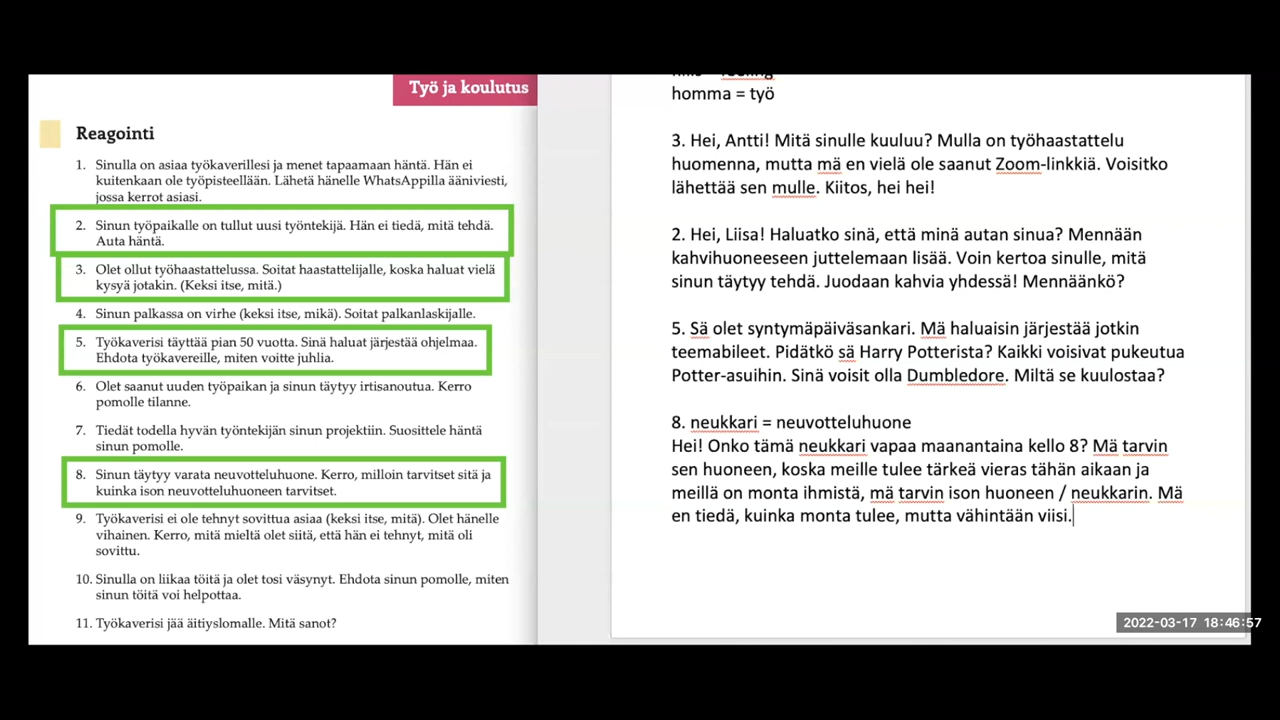 Työ ja koulutus
Reagointi
1. Sinulla on asiaa työkaverillesi ja menet tapaamaan häntä. Hän ei
kuitenkaan ole työpisteellään. Lähetä hänelle WhatsAppilla ääniviesti,
jossa kerrot asiasi.
2. Sinun työpaikalle on tullut uusi työntekijä. Hän ei tiedä, mitä tehdä.
Auta häntä.
3. Olet ollut työhaastattelussa. Soitat haastattelijalle, koska haluat vielä
kysyä jotakin. (Keksi itse, mitä.)
4. Sinun palkassa on virhe (keksi itse, mikä). Soitat palkanlaskijalle.
5. Työkaverisi täyttää pian 50 vuotta. Sinä haluat järjestää ohjelmaa.
Ehdota työkavereille, miten voitte juhlia.
6. Olet saanut uuden työpaikan ja sinun täytyy irtisanoutua. Kerro
pomolle tilanne.
7. Tiedät todella hyvän työntekijän sinun projektiin. Suosittele häntä
sinun pomolle.
8. Sinun täytyy varata neuvotteluhuone. Kerro, milloin tarvitset sitä ja
kuinka ison neuvotteluhuoneen tarvitset.
9. Työkaverisi ei ole tehnyt sovittua asiaa (keksi itse, mitä). Olet hänelle
vihainen. Kerro, mitä mieltä olet siitä, että hän ei tehnyt, mitä oli
sovittu.
10. Sinulla on liikaa töitä ja olet tosi väsynyt. Ehdota sinun pomolle, miten
sinun töitä voi helpottaa.
11. Työkaverisi jää äitiyslomalle. Mitä sanot?
homma = työ
3. Hei, Antti! Mitä sinulle kuuluu? Mulla on työhaastattelu
huomenna, mutta mä en vielä ole saanut Zoom-linkkiä. Voisitko
lähettää sen mulle. Kiitos, hei hei!
2. Hei, Liisa! Haluatko sinä, että minä autan sinua? Mennään
kahvihuoneeseen juttelemaan lisää. Voin kertoa sinulle, mitä
sinun täytyy tehdä. Juodaan kahvia yhdessä! Mennäänkö?
5. Sä olet syntymäpäiväsankari. Mä haluaisin järjestää jotkin
teemabileet. Pidätkö sä Harry Potterista? Kaikki voisivat pukeutua
Potter-asuihin. Sinä voisit olla Dumbledore. Miltä se kuulostaa?
8. neukkari = neuvotteluhuone
Hei! Onko tämä neukkari vapaa maanantaina kello 8? Mä tarvin
sen huoneen, koska meille tulee tärkeä vieras tähän aikaan ja
meillä on monta ihmistä, mä tarvin ison huoneen / neukkarin. Mä
en tiedä, kuinka monta tulee, mutta vähintään viisi.
2022-03-17 18:46:57